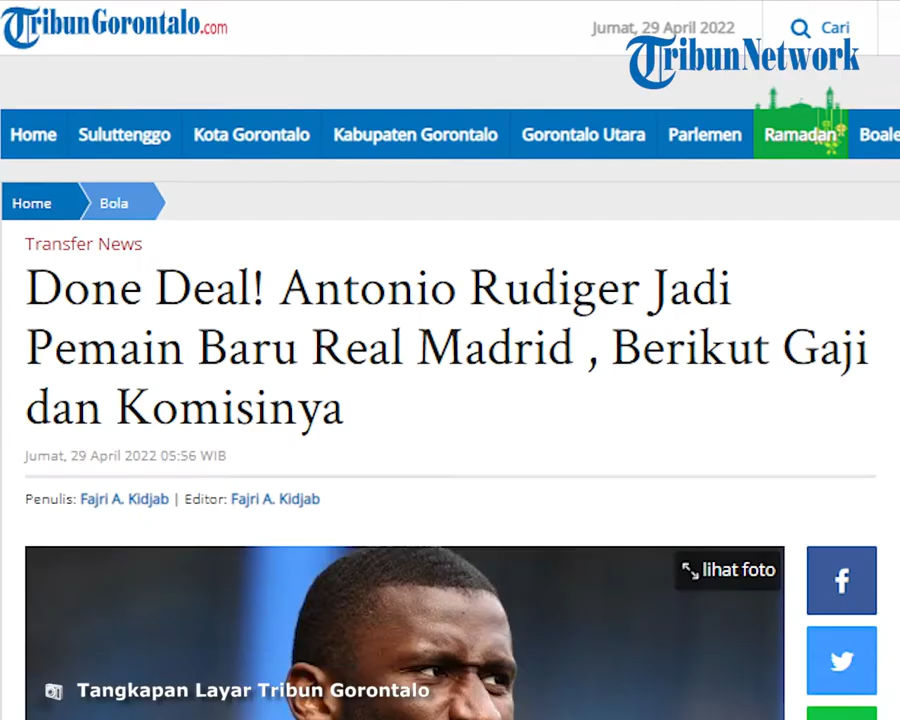 TribunGorontalo.com
Jumat, 29 April 2022
Cari
TribunNetwork
Home Suluttenggo Kota Gorontalo Kabupaten Gorontalo Gorontalo Utara Parlemen Ramadan Boale
Home Bola
Transfer News
Done Deal! Antonio Rudiger Jadi
Pemain Baru Real Madrid , Berikut Gaji
dan Komisinya
Jumat, 29 April 2022 05:56 WIB
Penulis: Fajri A. Kidjab | Editor: Fajri A. Kidjab
lihat foto
Tangkapan Layar Tribun Gorontalo